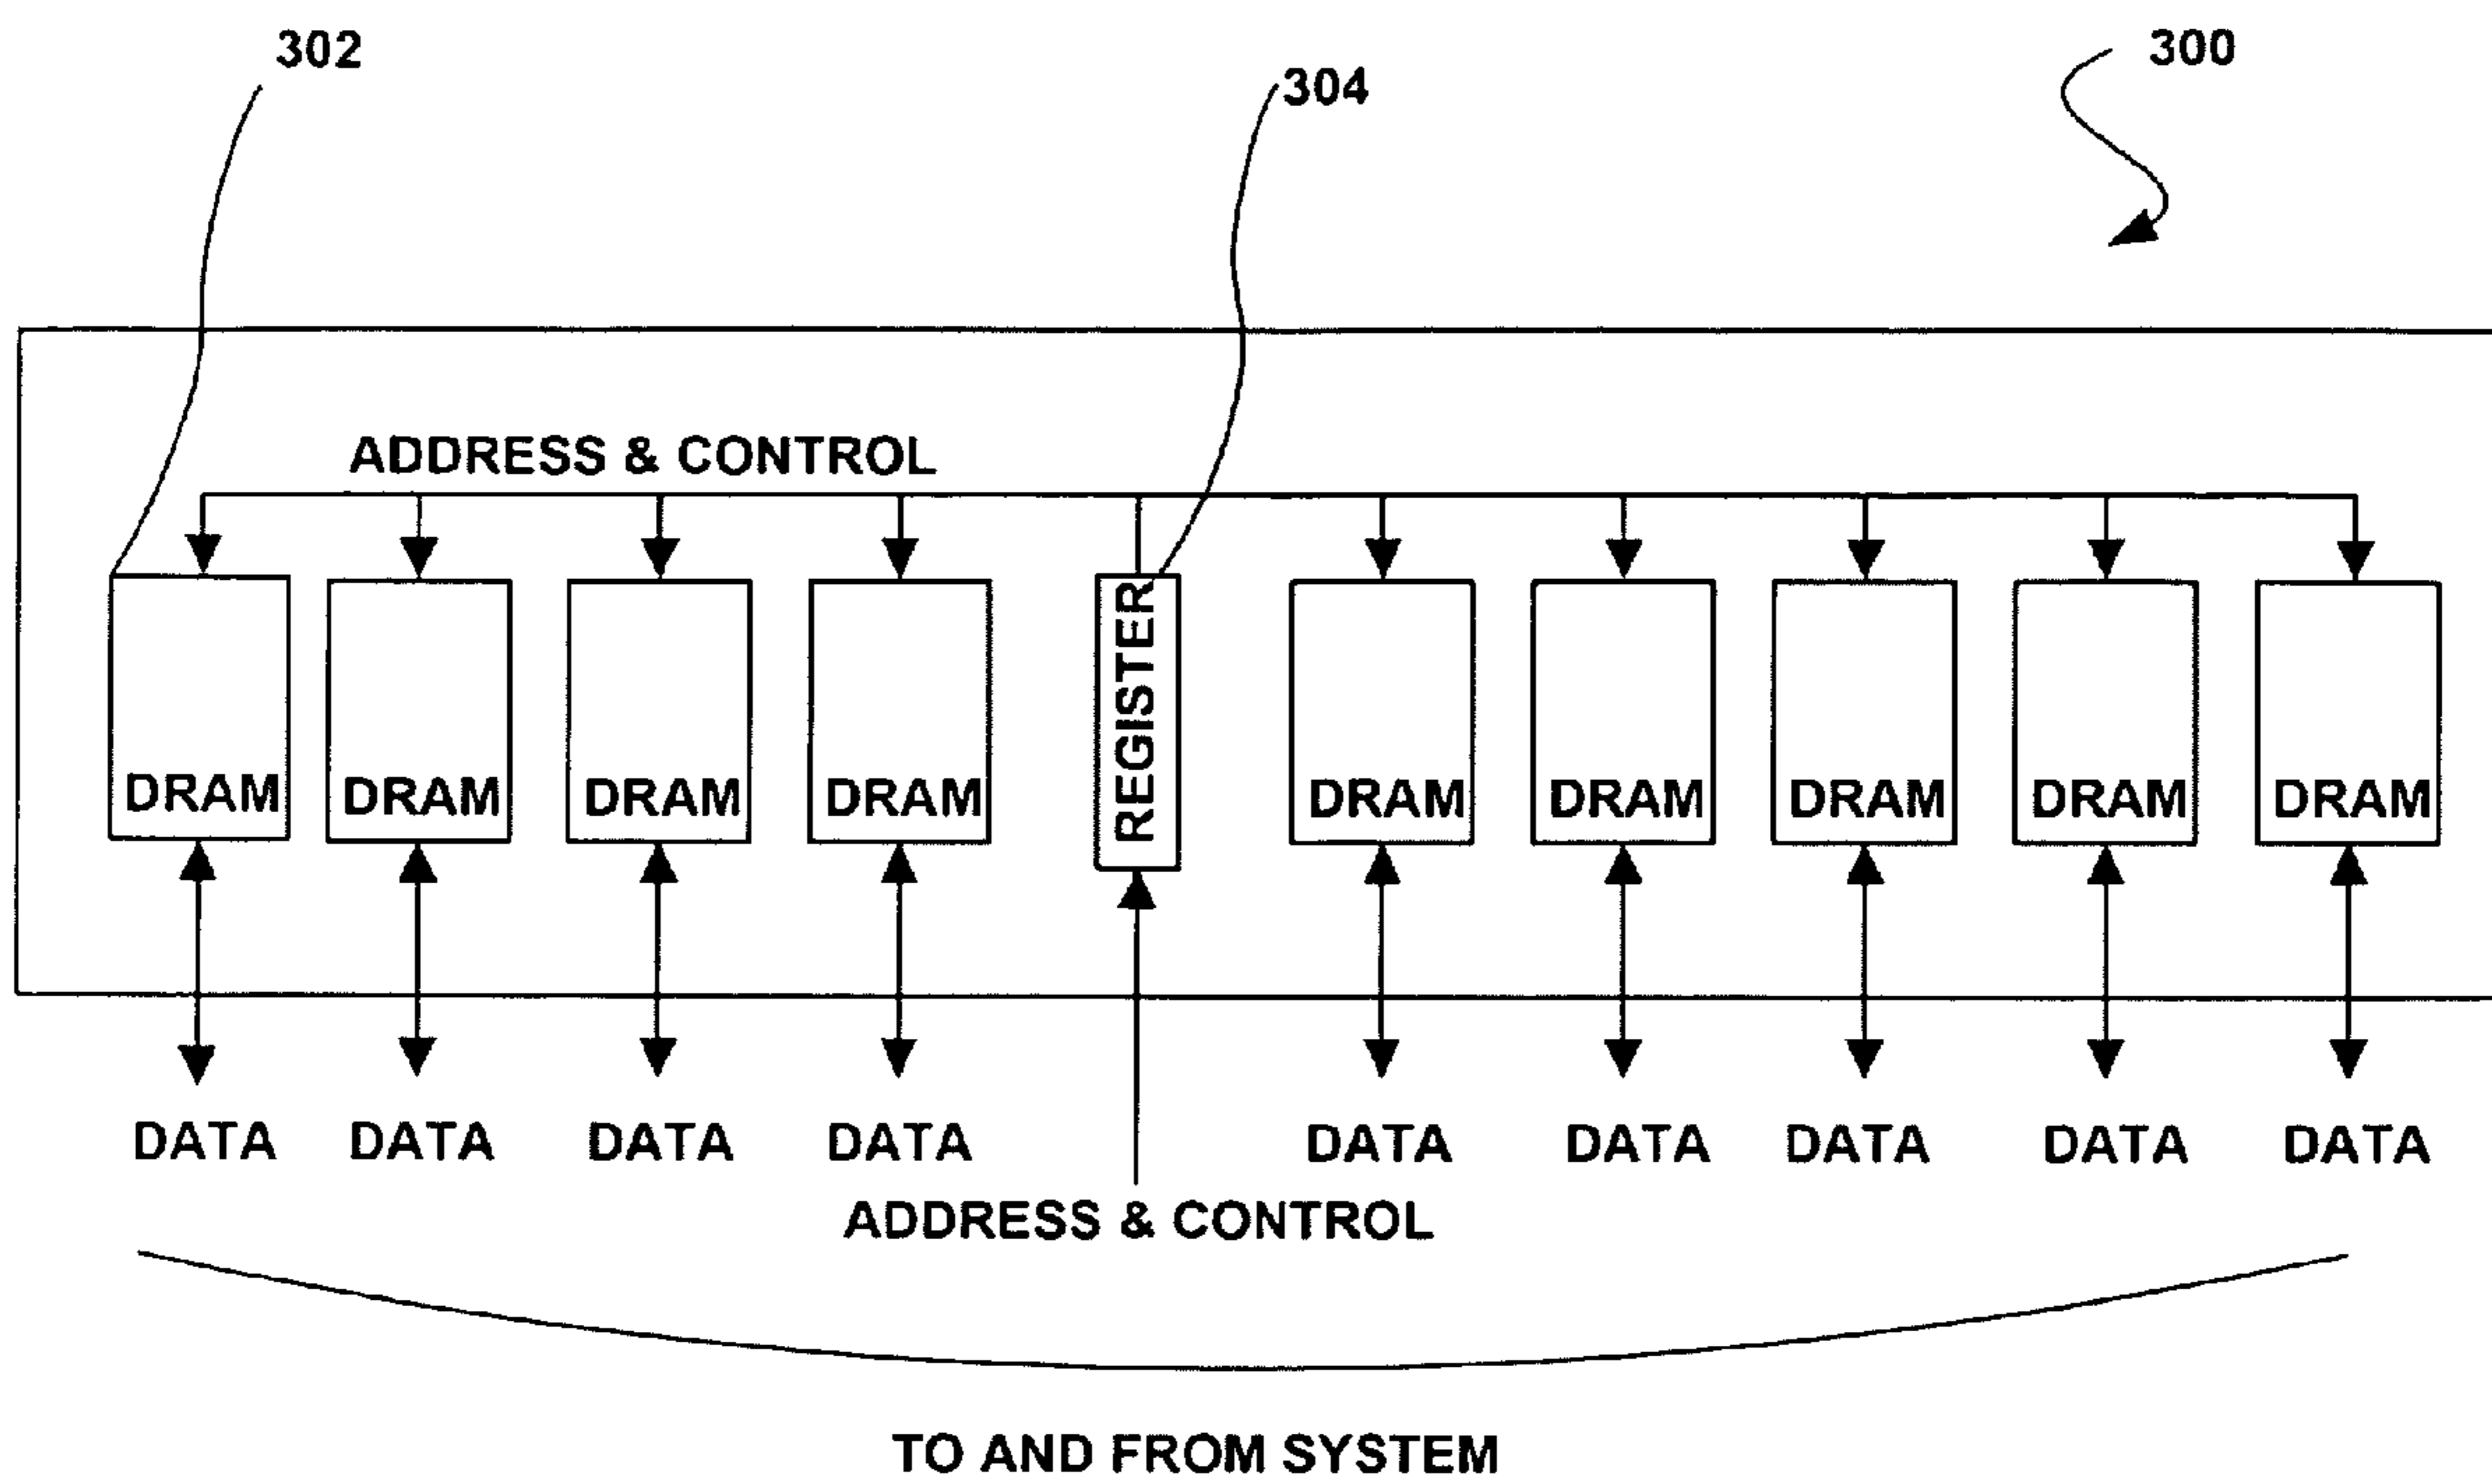 302
304
300
ADDRESS & CONTROL
REGISTER
DRAM DRAM DRAM DRAM DRAM DRAM DRAM DRAM DRAM
DATA DATA DATA DATA DATA DATA DATA DATA DATA
ADDRESS & CONTROL
TO AND FROM SYSTEM